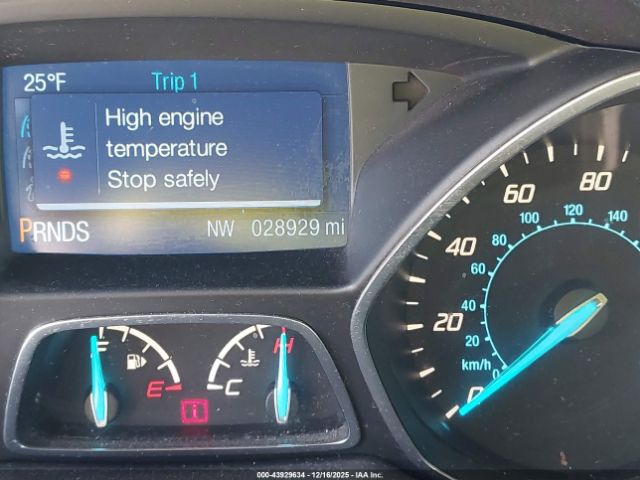 25°F Trip 1
High engine
temperature
Stop safely
PRNDS NW 028929 mi
F E i C H
0 20 40 60 80
km/h 0 20 40 60 80 100 120 140
000-43929634 - 12/16/2025 - IAA Inc.